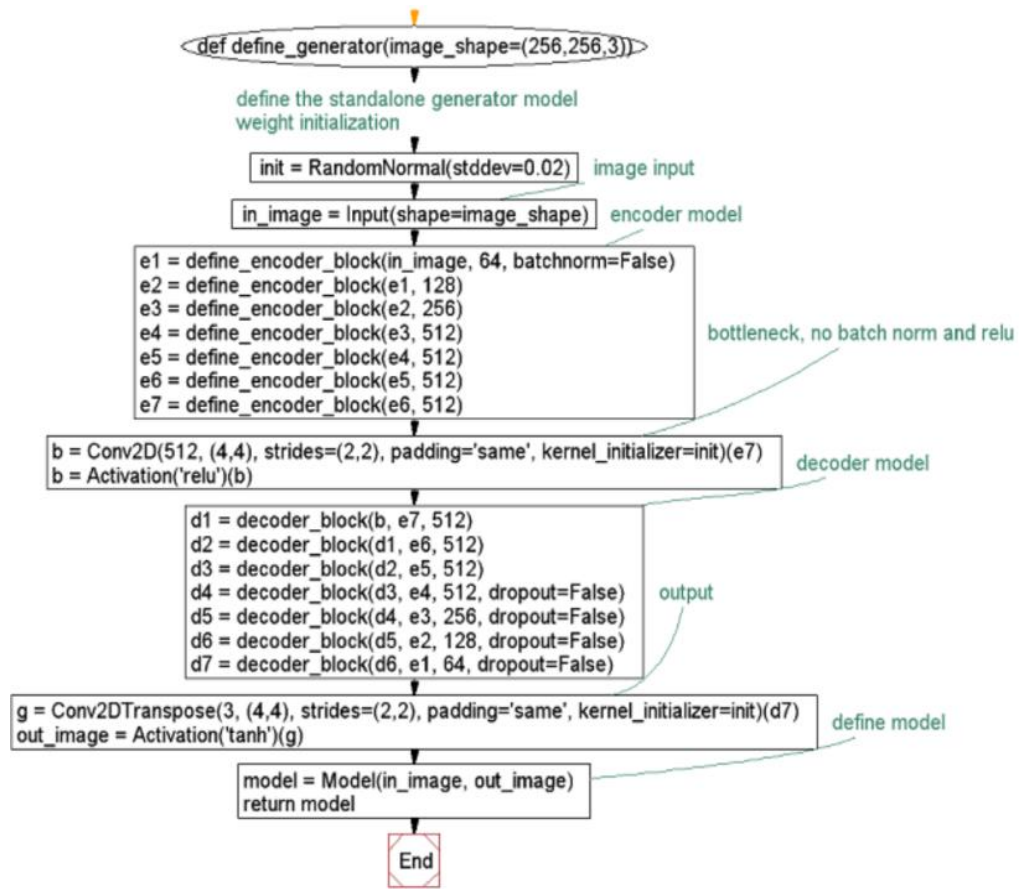 def define_generator(image_shape=(256,256,3))
define the standalone generator model
weight initialization
init = RandomNormal(stddev=0.02)
image input
in_image = Input(shape=image_shape)
encoder model
e1 = define_encoder_block(in_image, 64, batchnorm=False)
e2 = define_encoder_block(e1, 128)
e3 = define_encoder_block(e2, 256)
e4 = define_encoder_block(e3, 512)
e5 = define_encoder_block(e4, 512)
e6 = define_encoder_block(e5, 512)
e7 = define_encoder_block(e6, 512)
bottleneck, no batch norm and relu
b = Conv2D(512, (4,4), strides=(2,2), padding='same', kernel_initializer=init)(e7)
b = Activation('relu')(b)
decoder model
d1 = decoder_block(b, e7, 512)
d2 = decoder_block(d1, e6, 512)
d3 = decoder_block(d2, e5, 512)
d4 = decoder_block(d3, e4, 512, dropout=False)
d5 = decoder_block(d4, e3, 256, dropout=False)
d6 = decoder_block(d5, e2, 128, dropout=False)
d7 = decoder_block(d6, e1, 64, dropout=False)
output
g = Conv2DTranspose(3, (4,4), strides=(2,2), padding='same', kernel_initializer=init)(d7)
out_image = Activation('tanh')(g)
define model
model = Model(in_image, out_image)
return model
End